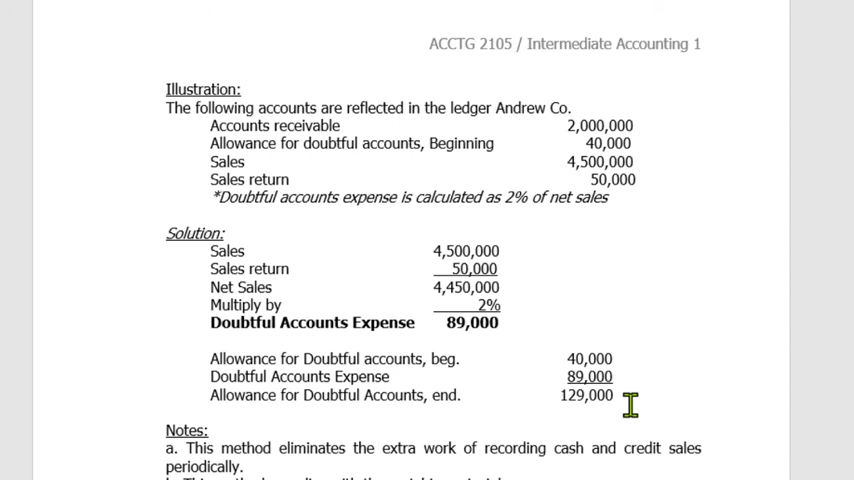 ACCTG 2105 / Intermediate Accounting 1
Illustration:
The following accounts are reflected in the ledger Andrew Co.
Accounts receivable 2,000,000
Allowance for doubtful accounts, Beginning 40,000
Sales 4,500,000
Sales return 50,000
*Doubtful accounts expense is calculated as 2% of net sales
Solution:
Sales 4,500,000
Sales return 50,000
Net Sales 4,450,000
Multiply by 2%
Doubtful Accounts Expense 89,000
Allowance for Doubtful accounts, beg. 40,000
Doubtful Accounts Expense 89,000
Allowance for Doubtful Accounts, end. 129,000
Notes:
a. This method eliminates the extra work of recording cash and credit sales
periodically.